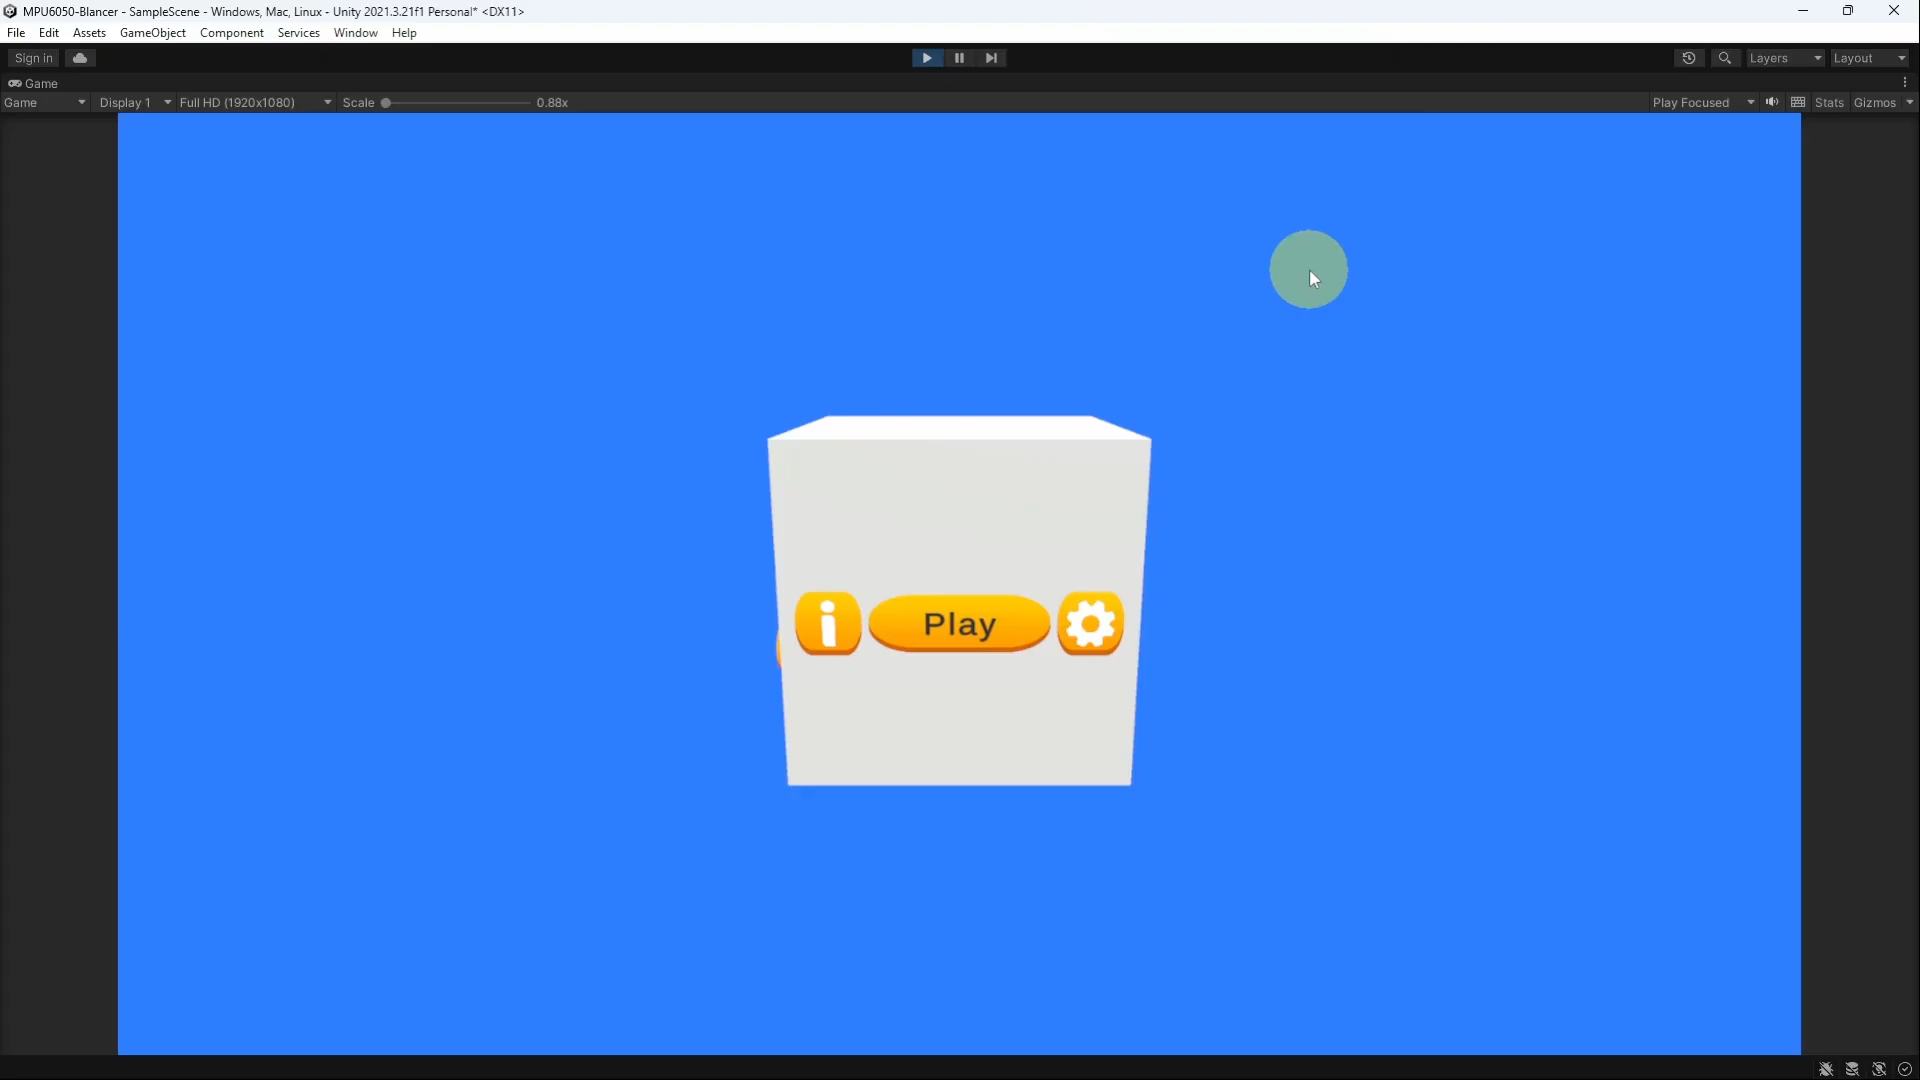 MPU6050-Blancer - SampleScene - Windows, Mac, Linux - Unity 2021.3.21f1 Personal* <DX11>
File Edit Assets GameObject Component Services Window Help
Sign in Layers Layout
Game
Game Display 1 Full HD (1920x1080) Scale 0.88x Play Focused Stats Gizmos
Play